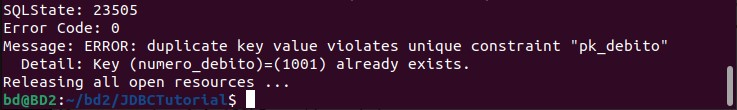 SQLState: 23505
Error Code: 0
Message: ERROR: duplicate key value violates unique constraint "pk_debito"
  Detail: Key (numero_debito)=(1001) already exists.
Releasing all open resources ...
bd@BD2:~/bd2/JDBCTutorial$